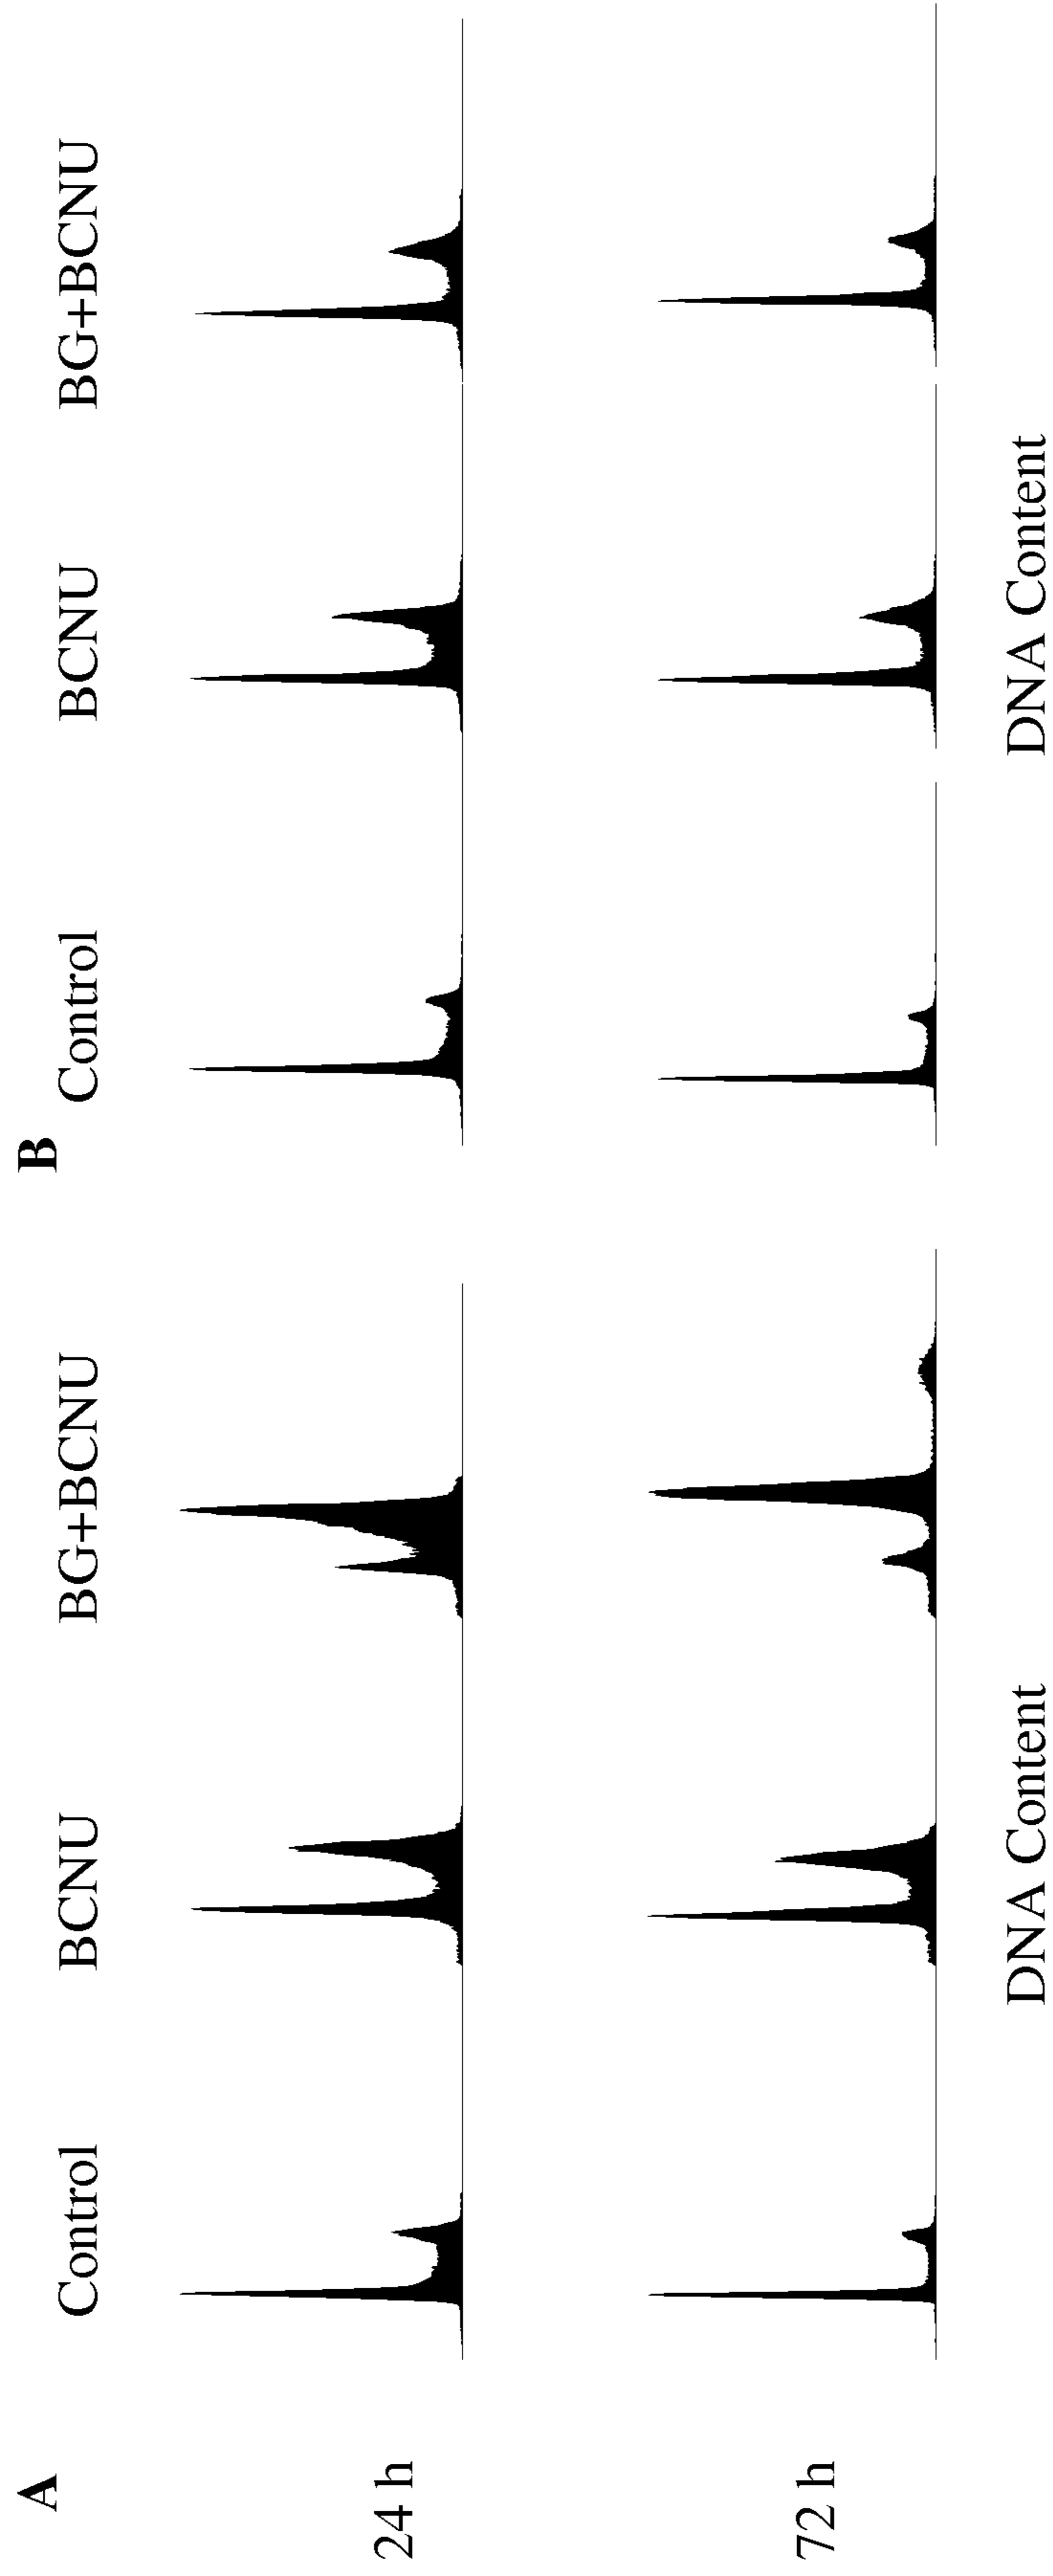 A
B
Control
BCNU
BG+BCNU
Control
BCNU
BG+BCNU
24 h
72 h
DNA Content
DNA Content